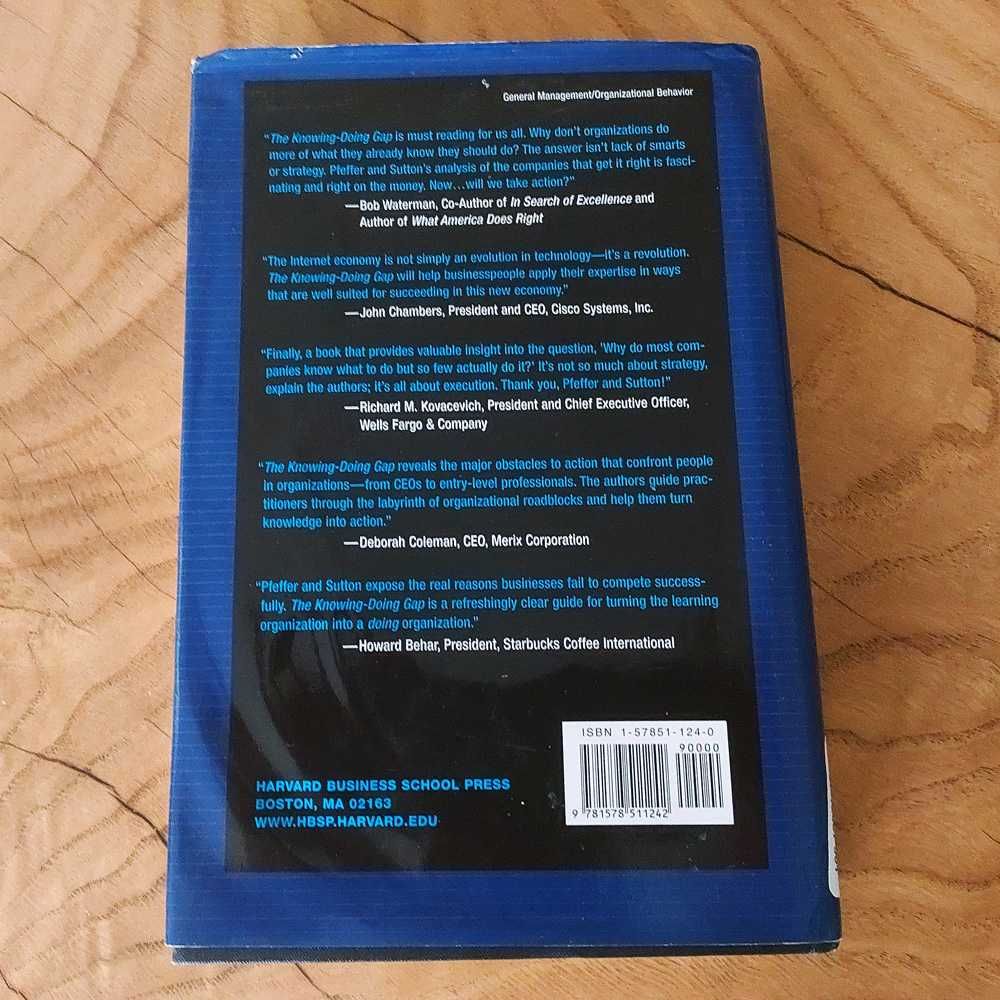 General Management/Organizational Behavior
"The Knowing-Doing Gap is must reading for us all. Why don't organizations do
more of what they already know they should do? The answer isn't lack of smarts
or strategy. Pfeffer and Sutton's analysis of the companies that get it right is fasci-
nating and right on the money. Now...will we take action?"
—Bob Waterman, Co-Author of In Search of Excellence and
Author of What America Does Right
"The Internet economy is not simply an evolution in technology—it's a revolution.
The Knowing-Doing Gap will help businesspeople apply their expertise in ways
that are well suited for succeeding in this new economy."
—John Chambers, President and CEO, Cisco Systems, Inc.
"Finally, a book that provides valuable insight into the question, 'Why do most com-
panies know what to do but so few actually do it?' It's not so much about strategy,
explain the authors; it's all about execution. Thank you, Pfeffer and Sutton!"
—Richard M. Kovacevich, President and Chief Executive Officer,
Wells Fargo & Company
"The Knowing-Doing Gap reveals the major obstacles to action that confront people
in organizations—from CEOs to entry-level professionals. The authors guide prac-
titioners through the labyrinth of organizational roadblocks and help them turn
knowledge into action."
—Deborah Coleman, CEO, Merix Corporation
"Pfeffer and Sutton expose the real reasons businesses fail to compete success-
fully. The Knowing-Doing Gap is a refreshingly clear guide for turning the learning
organization into a doing organization."
—Howard Behar, President, Starbucks Coffee International
ISBN 1-57851-124-0
90000
9 781578 511242
HARVARD BUSINESS SCHOOL PRESS
BOSTON, MA 02163
WWW.HBSP.HARVARD.EDU